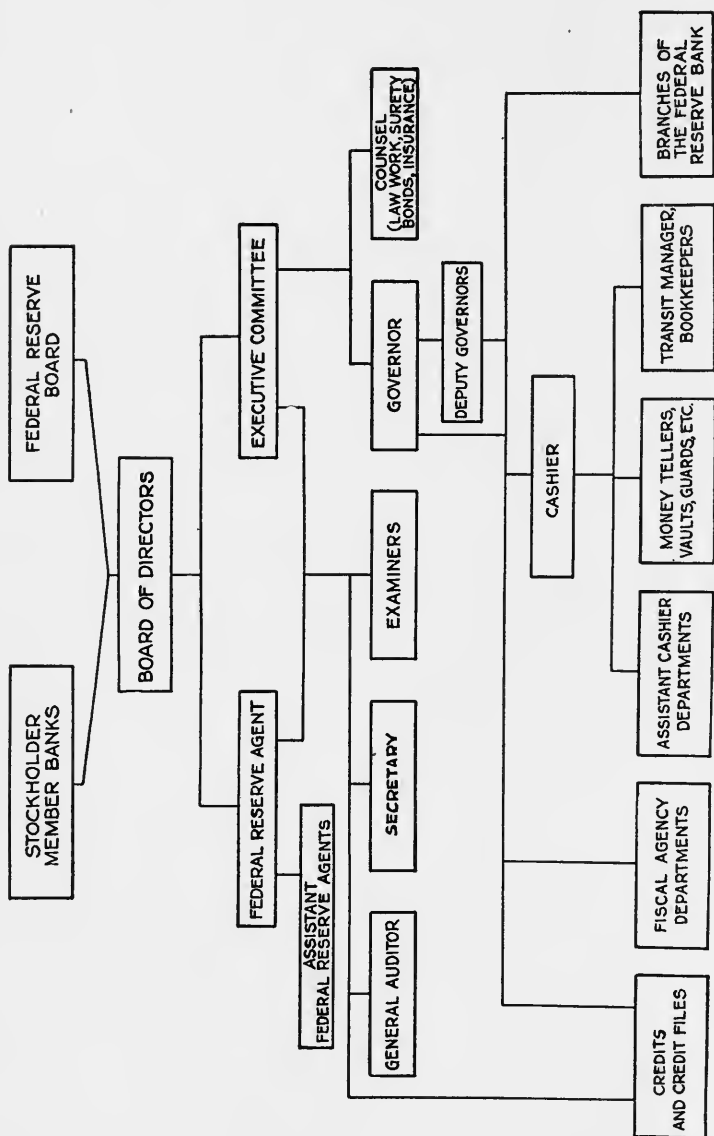 STOCKHOLDER
MEMBER BANKS
FEDERAL RESERVE
BOARD
BOARD OF DIRECTORS
FEDERAL RESERVE AGENT
EXECUTIVE COMMITTEE
ASSISTANT
FEDERAL RESERVE AGENTS
GENERAL AUDITOR
SECRETARY
EXAMINERS
GOVERNOR
COUNSEL
(LAW WORK, SURETY
BONDS, INSURANCE)
DEPUTY GOVERNORS
CASHIER
CREDITS
AND CREDIT FILES
FISCAL AGENCY
DEPARTMENTS
ASSISTANT CASHIER
DEPARTMENTS
MONEY TELLERS,
VAULTS, GUARDS, ETC.
TRANSIT MANAGER,
BOOKKEEPERS
BRANCHES OF
THE FEDERAL
RESERVE BANK